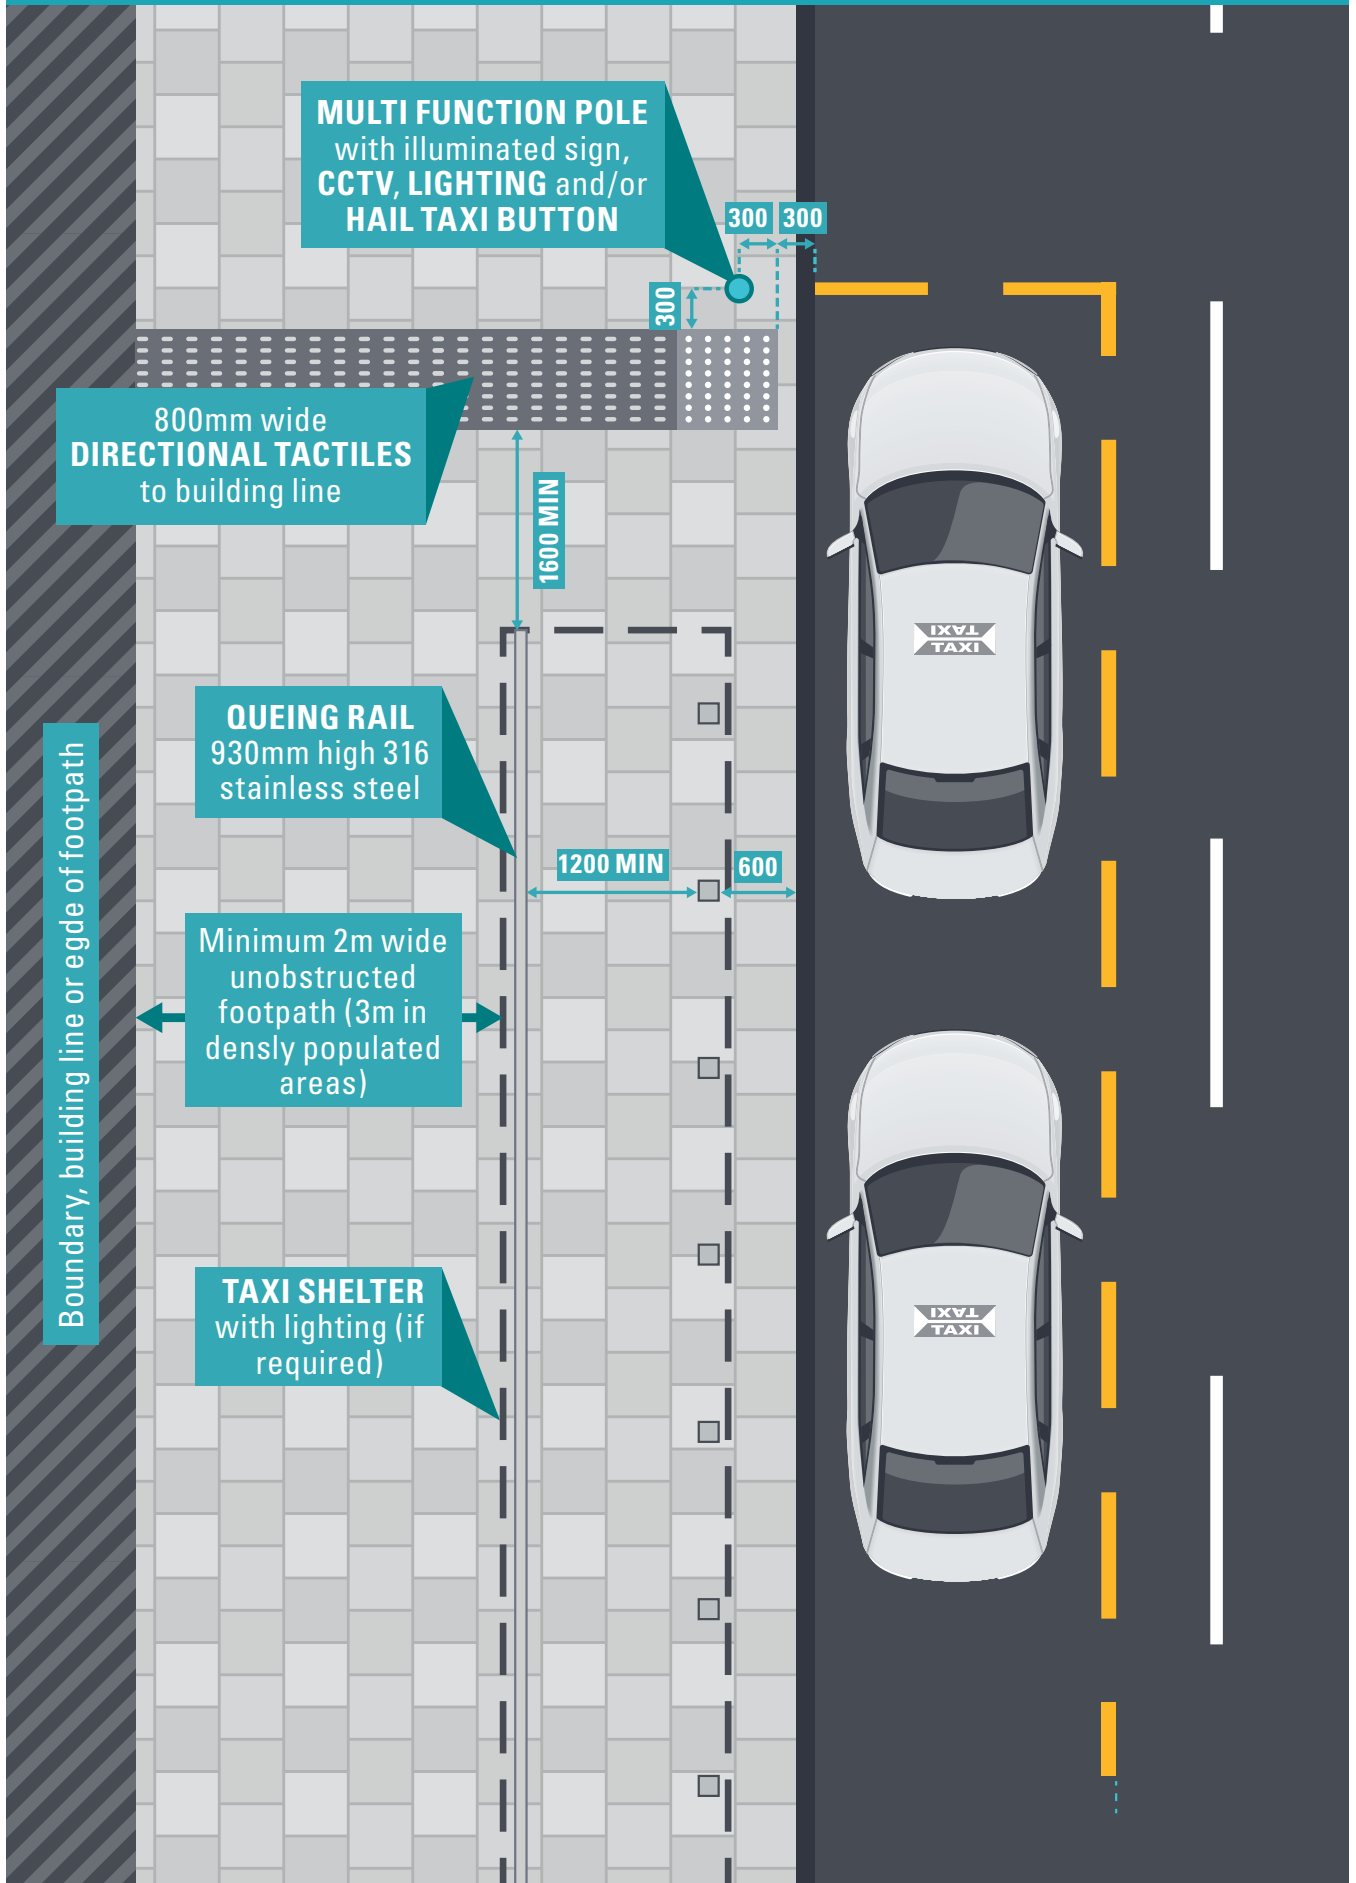 MULTI FUNCTION POLE
with illuminated sign,
CCTV, LIGHTING and/or
HAIL TAXI BUTTON
300
300
300
800mm wide
DIRECTIONAL TACTILES
to building line
1600 MIN
TAXI
TAXI
QUEING RAIL
930mm high 316
stainless steel
Boundary, building line or egde of footpath
1200 MIN
600
Minimum 2m wide
unobstructed
footpath (3m in
densly populated
areas)
TAXI SHELTER
with lighting (if
required)
TAXI
TAXI